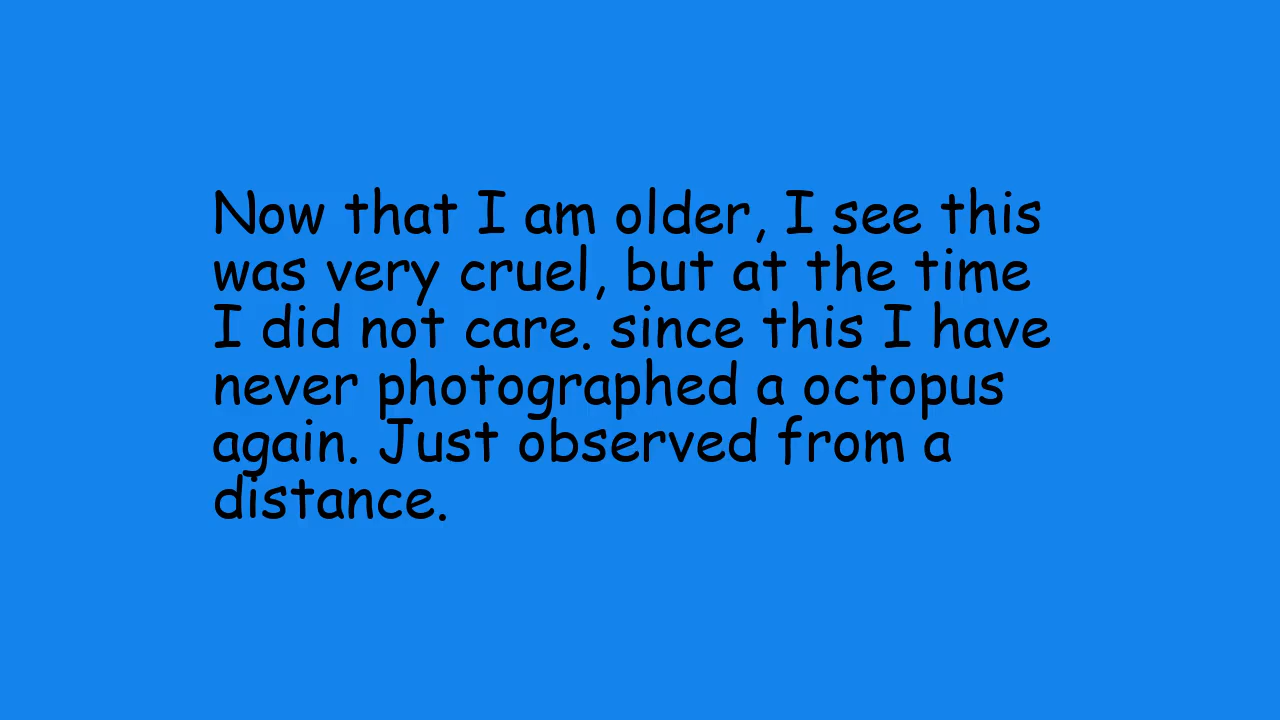 Now that I am older, I see this
was very cruel, but at the time
I did not care. since this I have
never photographed a octopus
again. Just observed from a
distance.